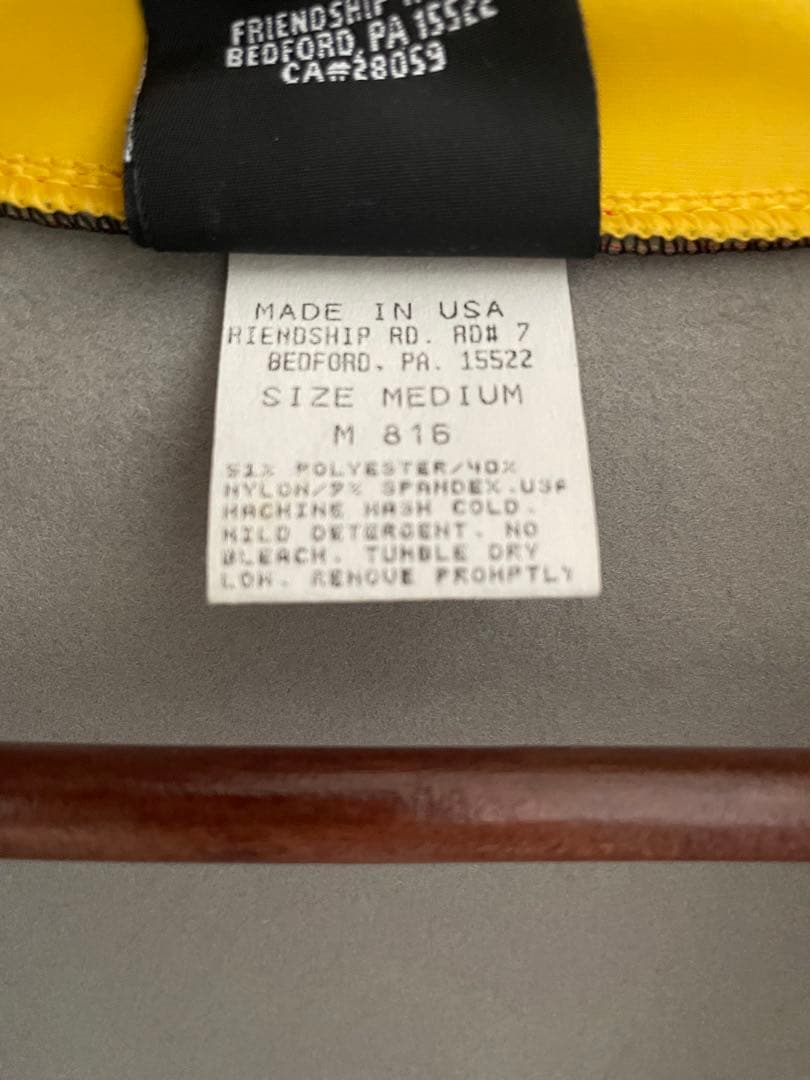 FRIENDSHIP
BEDFORD, PA 15522
CA#28059
MADE IN USA
RIENDSHIP RD. RD# 7
BEDFORD, PA. 15522
SIZE MEDIUM
M 816
51% POLYESTER/40%
NYLON/9% SPANDEX.USA
MACHINE WASH COLD.
MILD DETERGENT. NO
BLEACH. TUMBLE DRY
LOW. REMOVE PROMPTLY